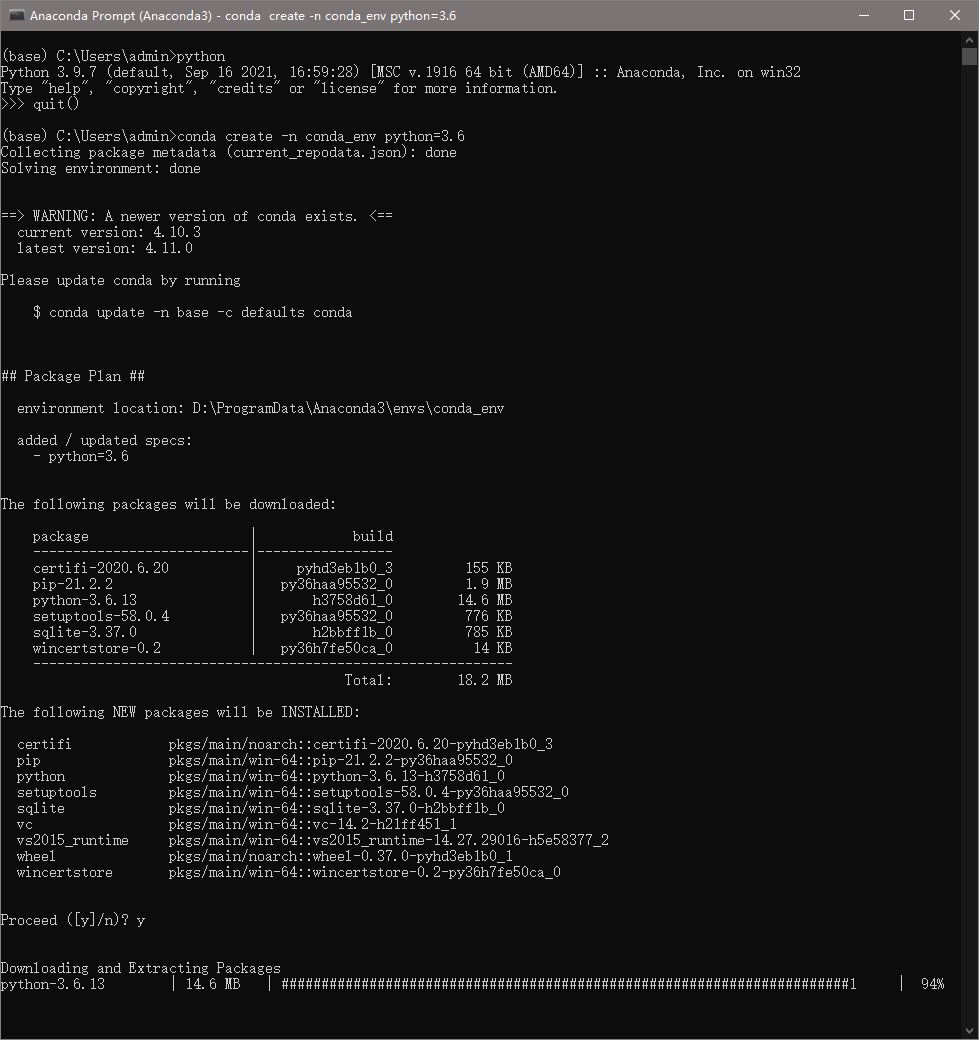 Anaconda Prompt (Anaconda3) - conda  create -n conda_env python=3.6
(base) C:\Users\admin>python
Python 3.9.7 (default, Sep 16 2021, 16:59:28) [MSC v.1916 64 bit (AMD64)] :: Anaconda, Inc. on win32
Type "help", "copyright", "credits" or "license" for more information.
>>> quit()
(base) C:\Users\admin>conda create -n conda_env python=3.6
Collecting package metadata (current_repodata.json): done
Solving environment: done
==> WARNING: A newer version of conda exists. <==
  current version: 4.10.3
  latest version: 4.11.0
Please update conda by running
    $ conda update -n base -c defaults conda
## Package Plan ##
  environment location: D:\ProgramData\Anaconda3\envs\conda_env
  added / updated specs:
    - python=3.6
The following packages will be downloaded:
    package                    |            build
    ---------------------------|-----------------
    certifi-2020.6.20          |     pyhd3eb1b0_3         155 KB
    pip-21.2.2                 |   py36haa95532_0         1.9 MB
    python-3.6.13              |       h3758d61_0        14.6 MB
    setuptools-58.0.4          |   py36haa95532_0         776 KB
    sqlite-3.37.0              |       h2bbff1b_0         785 KB
    wincertstore-0.2           |   py36h7fe50ca_0          14 KB
    ------------------------------------------------------------
                                           Total:        18.2 MB
The following NEW packages will be INSTALLED:
  certifi            pkgs/main/noarch::certifi-2020.6.20-pyhd3eb1b0_3
  pip                pkgs/main/win-64::pip-21.2.2-py36haa95532_0
  python             pkgs/main/win-64::python-3.6.13-h3758d61_0
  setuptools         pkgs/main/win-64::setuptools-58.0.4-py36haa95532_0
  sqlite             pkgs/main/win-64::sqlite-3.37.0-h2bbff1b_0
  vc                 pkgs/main/win-64::vc-14.2-h21ff451_1
  vs2015_runtime     pkgs/main/win-64::vs2015_runtime-14.27.29016-h5e58377_2
  wheel              pkgs/main/noarch::wheel-0.37.0-pyhd3eb1b0_1
  wincertstore       pkgs/main/win-64::wincertstore-0.2-py36h7fe50ca_0
Proceed ([y]/n)? y
Downloading and Extracting Packages
python-3.6.13        | 14.6 MB   | #######################################################################1     |  94%